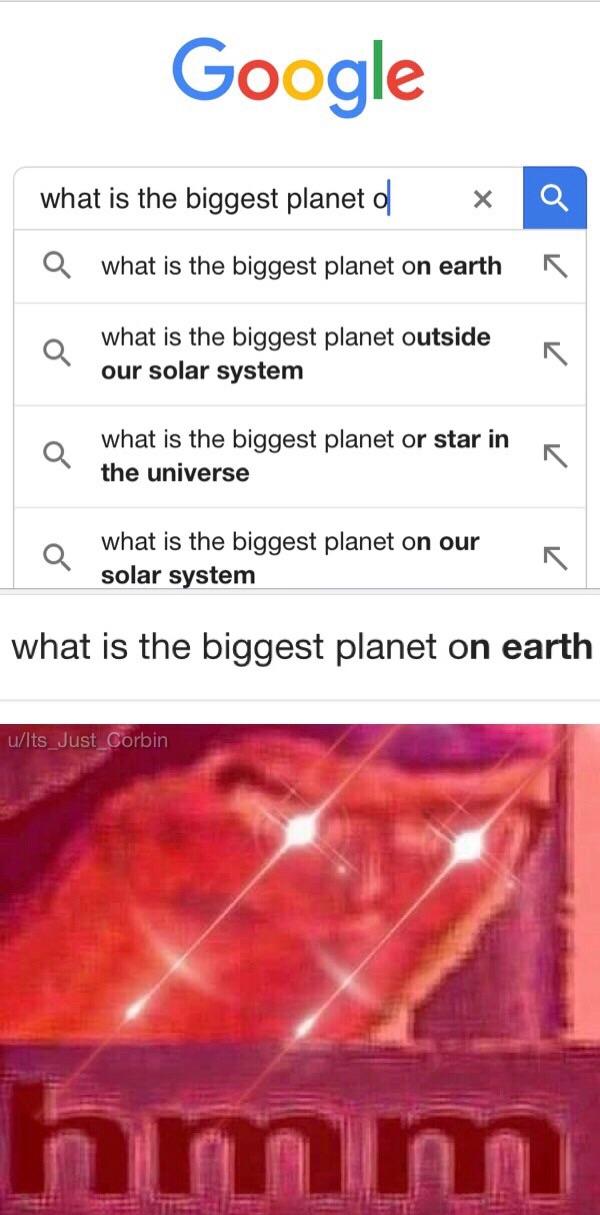 Google
what is the biggest planet o
what is the biggest planet on earth
what is the biggest planet outside
our solar system
what is the biggest planet or star in
the universe
what is the biggest planet on our
solar system
what is the biggest planet on earth
u/Its_Just_Corbin
hmm